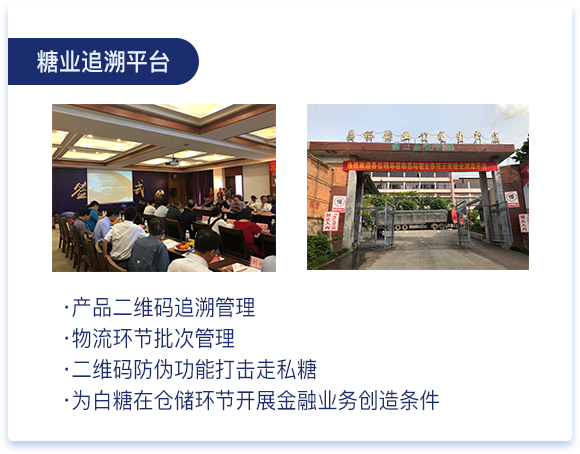 糖业追溯平台
·产品二维码追溯管理
·物流环节批次管理
·二维码防伪功能打击走私糖
·为白糖在仓储环节开展金融业务创造条件